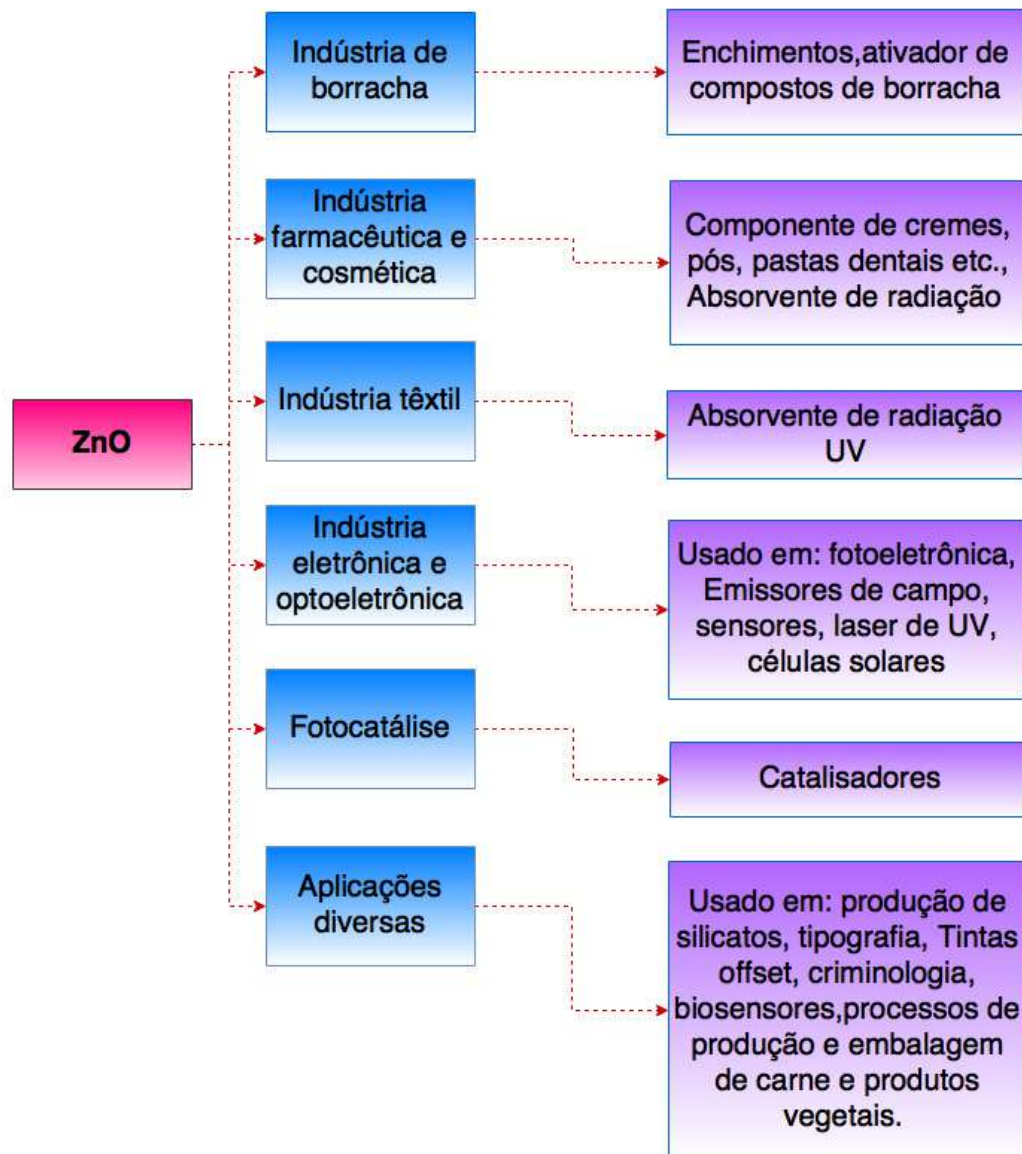 Indústria de
borracha
Enchimentos,ativador de
compostos de borracha
Indústria
farmacêutica e
cosmética
Componente de cremes,
pós, pastas dentais etc.,
Absorvente de radiação
ZnO
Indústria têxtil
Absorvente de radiação
UV
Indústria
eletrônica e
optoeletrônica
Usado em: fotoeletrônica,
Emissores de campo,
sensores, laser de UV,
células solares
Fotocatálise
Catalisadores
Aplicações
diversas
Usado em: produção de
silicatos, tipografia, Tintas
offset, criminologia,
biosensores,processos de
produção e embalagem
de carne e produtos
vegetais.